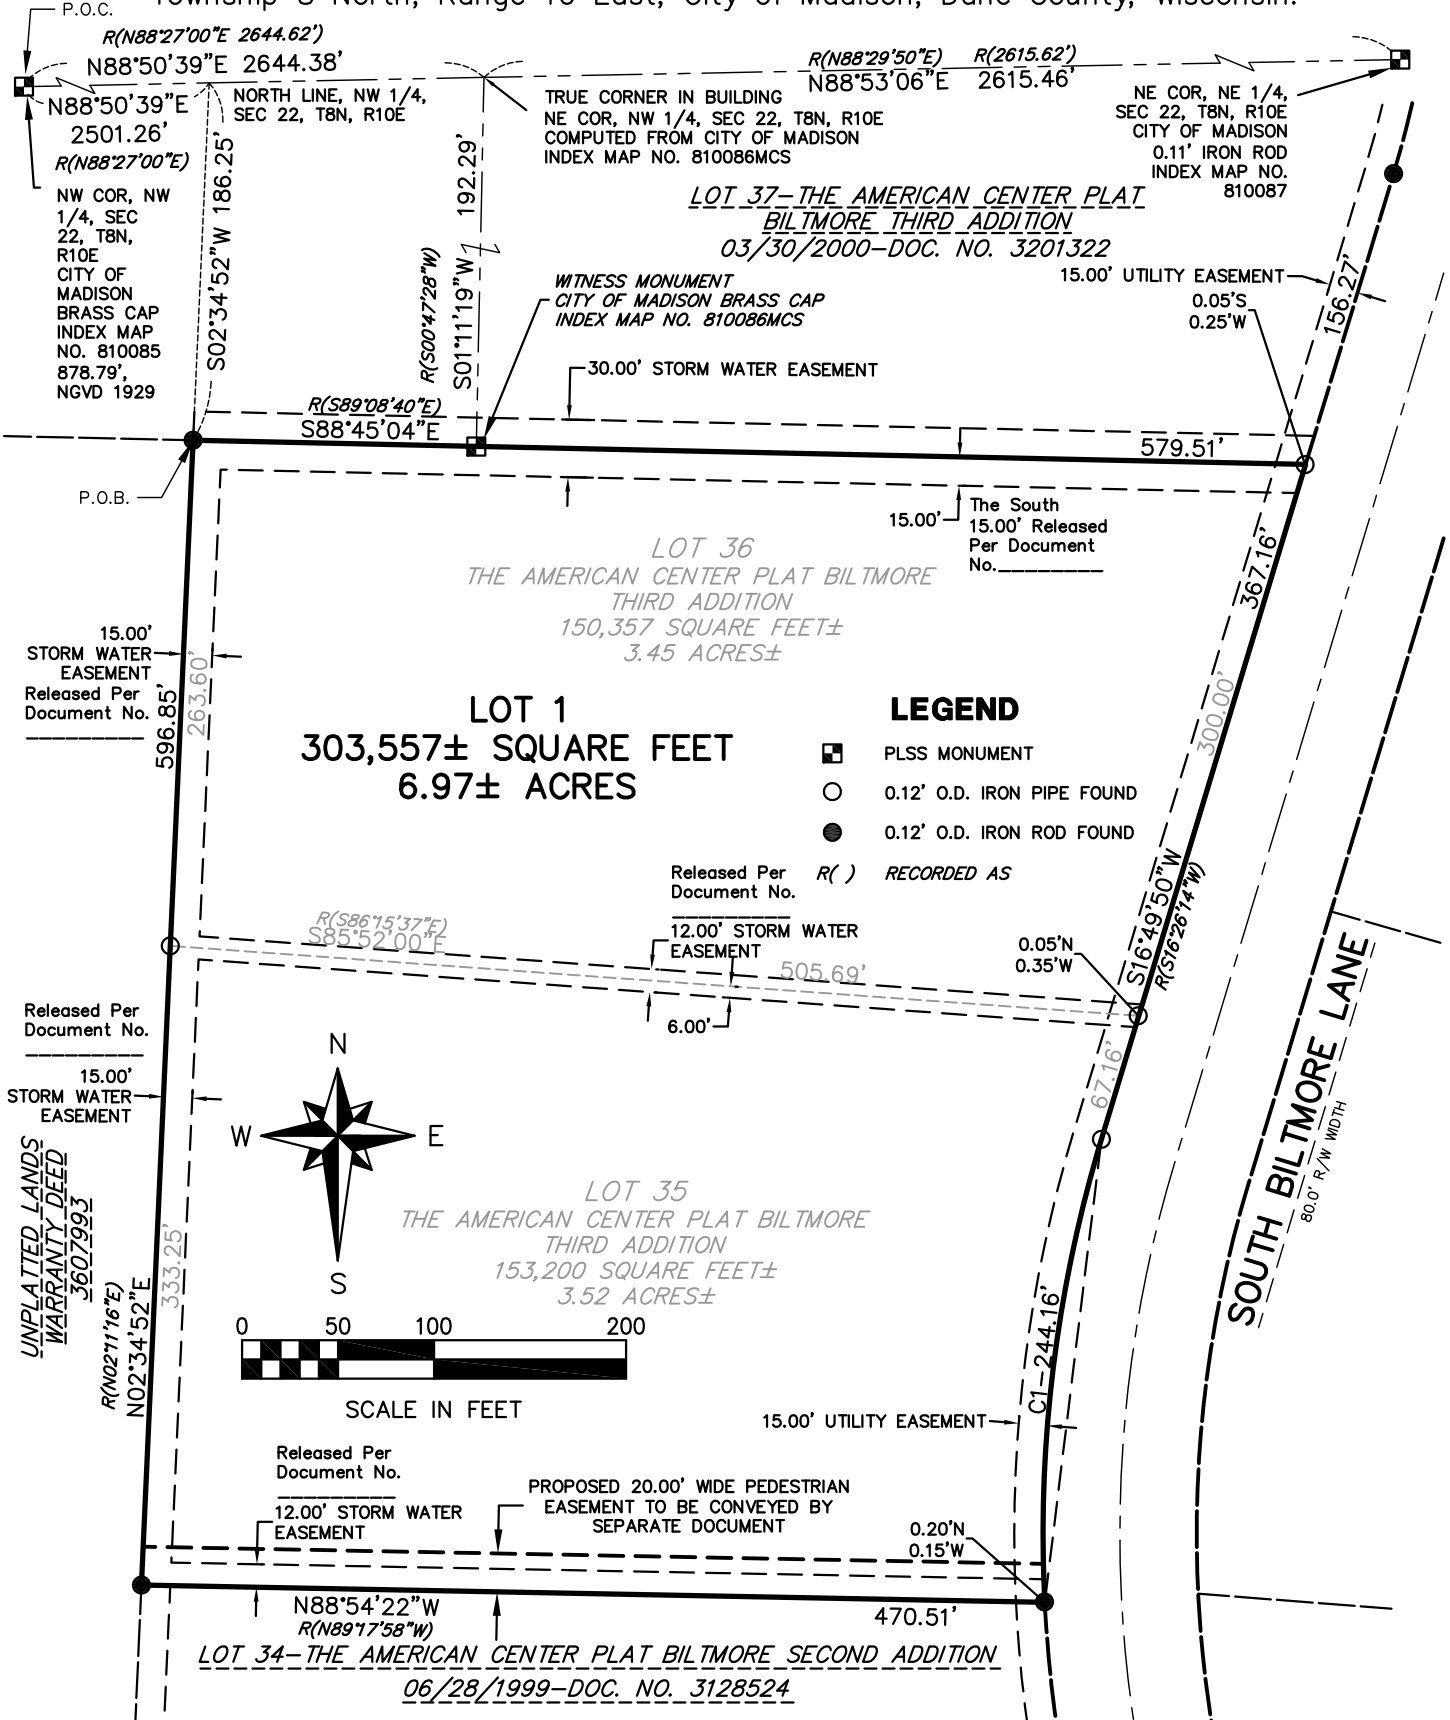 Township 8 North, Range 10 East, City of Madison, Dane County, Wisconsin.
P.O.C.
R(N88°27'00"E 2644.62')
N88°50'39"E 2644.38'
R(N88°29'50"E) R(2615.62')
N88°53'06"E 2615.46'
N88°50'39"E
2501.26'
R(N88°27'00"E)
NORTH LINE, NW 1/4,
SEC 22, T8N, R10E
TRUE CORNER IN BUILDING
NE COR, NW 1/4, SEC 22, T8N, R10E
COMPUTED FROM CITY OF MADISON
INDEX MAP NO. 810086MCS
NE COR, NE 1/4,
SEC 22, T8N, R10E
CITY OF MADISON
0.11' IRON ROD
INDEX MAP NO.
810087
NW COR, NW
1/4, SEC
22, T8N,
R10E
CITY OF
MADISON
BRASS CAP
INDEX MAP
NO. 810085
878.79',
NGVD 1929
S02°34'52"W 186.25'
R(S00°47'28"W)
S01°11'19"W 192.29'
LOT 37-THE AMERICAN CENTER PLAT
BILTMORE THIRD ADDITION
03/30/2000-DOC. NO. 3201322
WITNESS MONUMENT
CITY OF MADISON BRASS CAP
INDEX MAP NO. 810086MCS
15.00' UTILITY EASEMENT
0.05'S
0.25'W
156.27'
30.00' STORM WATER EASEMENT
R(S89°08'40"E)
S88°45'04"E
579.51'
P.O.B.
15.00'
The South
15.00' Released
Per Document
No.________
LOT 36
THE AMERICAN CENTER PLAT BILTMORE
THIRD ADDITION
150,357 SQUARE FEET±
3.45 ACRES±
367.16'
300.00'
15.00'
STORM WATER
EASEMENT
Released Per
Document No.
_________
596.85'
263.60'
LOT 1
303,557± SQUARE FEET
6.97± ACRES
LEGEND
PLSS MONUMENT
0.12' O.D. IRON PIPE FOUND
0.12' O.D. IRON ROD FOUND
R( ) RECORDED AS
Released Per
Document No.
_________
12.00' STORM WATER
EASEMENT
R(S86°15'37"E)
S85°52'00"E
505.69'
6.00'
0.05'N
0.35'W
S16°49'50"W
R(S16°26'14"W)
67.16'
Released Per
Document No.
_________
15.00'
STORM WATER
EASEMENT
UNPLATTED LANDS
WARRANTY DEED
3607993
R(N02°11'16"E)
N02°34'52"E
333.25'
N
W
E
S
LOT 35
THE AMERICAN CENTER PLAT BILTMORE
THIRD ADDITION
153,200 SQUARE FEET±
3.52 ACRES±
SOUTH BILTMORE LANE
80.0' R/W WIDTH
0 50 100 200
SCALE IN FEET
C1-244.16'
15.00' UTILITY EASEMENT
Released Per
Document No.
_________
12.00' STORM WATER
EASEMENT
PROPOSED 20.00' WIDE PEDESTRIAN
EASEMENT TO BE CONVEYED BY
SEPARATE DOCUMENT
0.20'N
0.15'W
N88°54'22"W
R(N89°17'58"W)
470.51'
LOT 34-THE AMERICAN CENTER PLAT BILTMORE SECOND ADDITION
06/28/1999-DOC. NO. 3128524